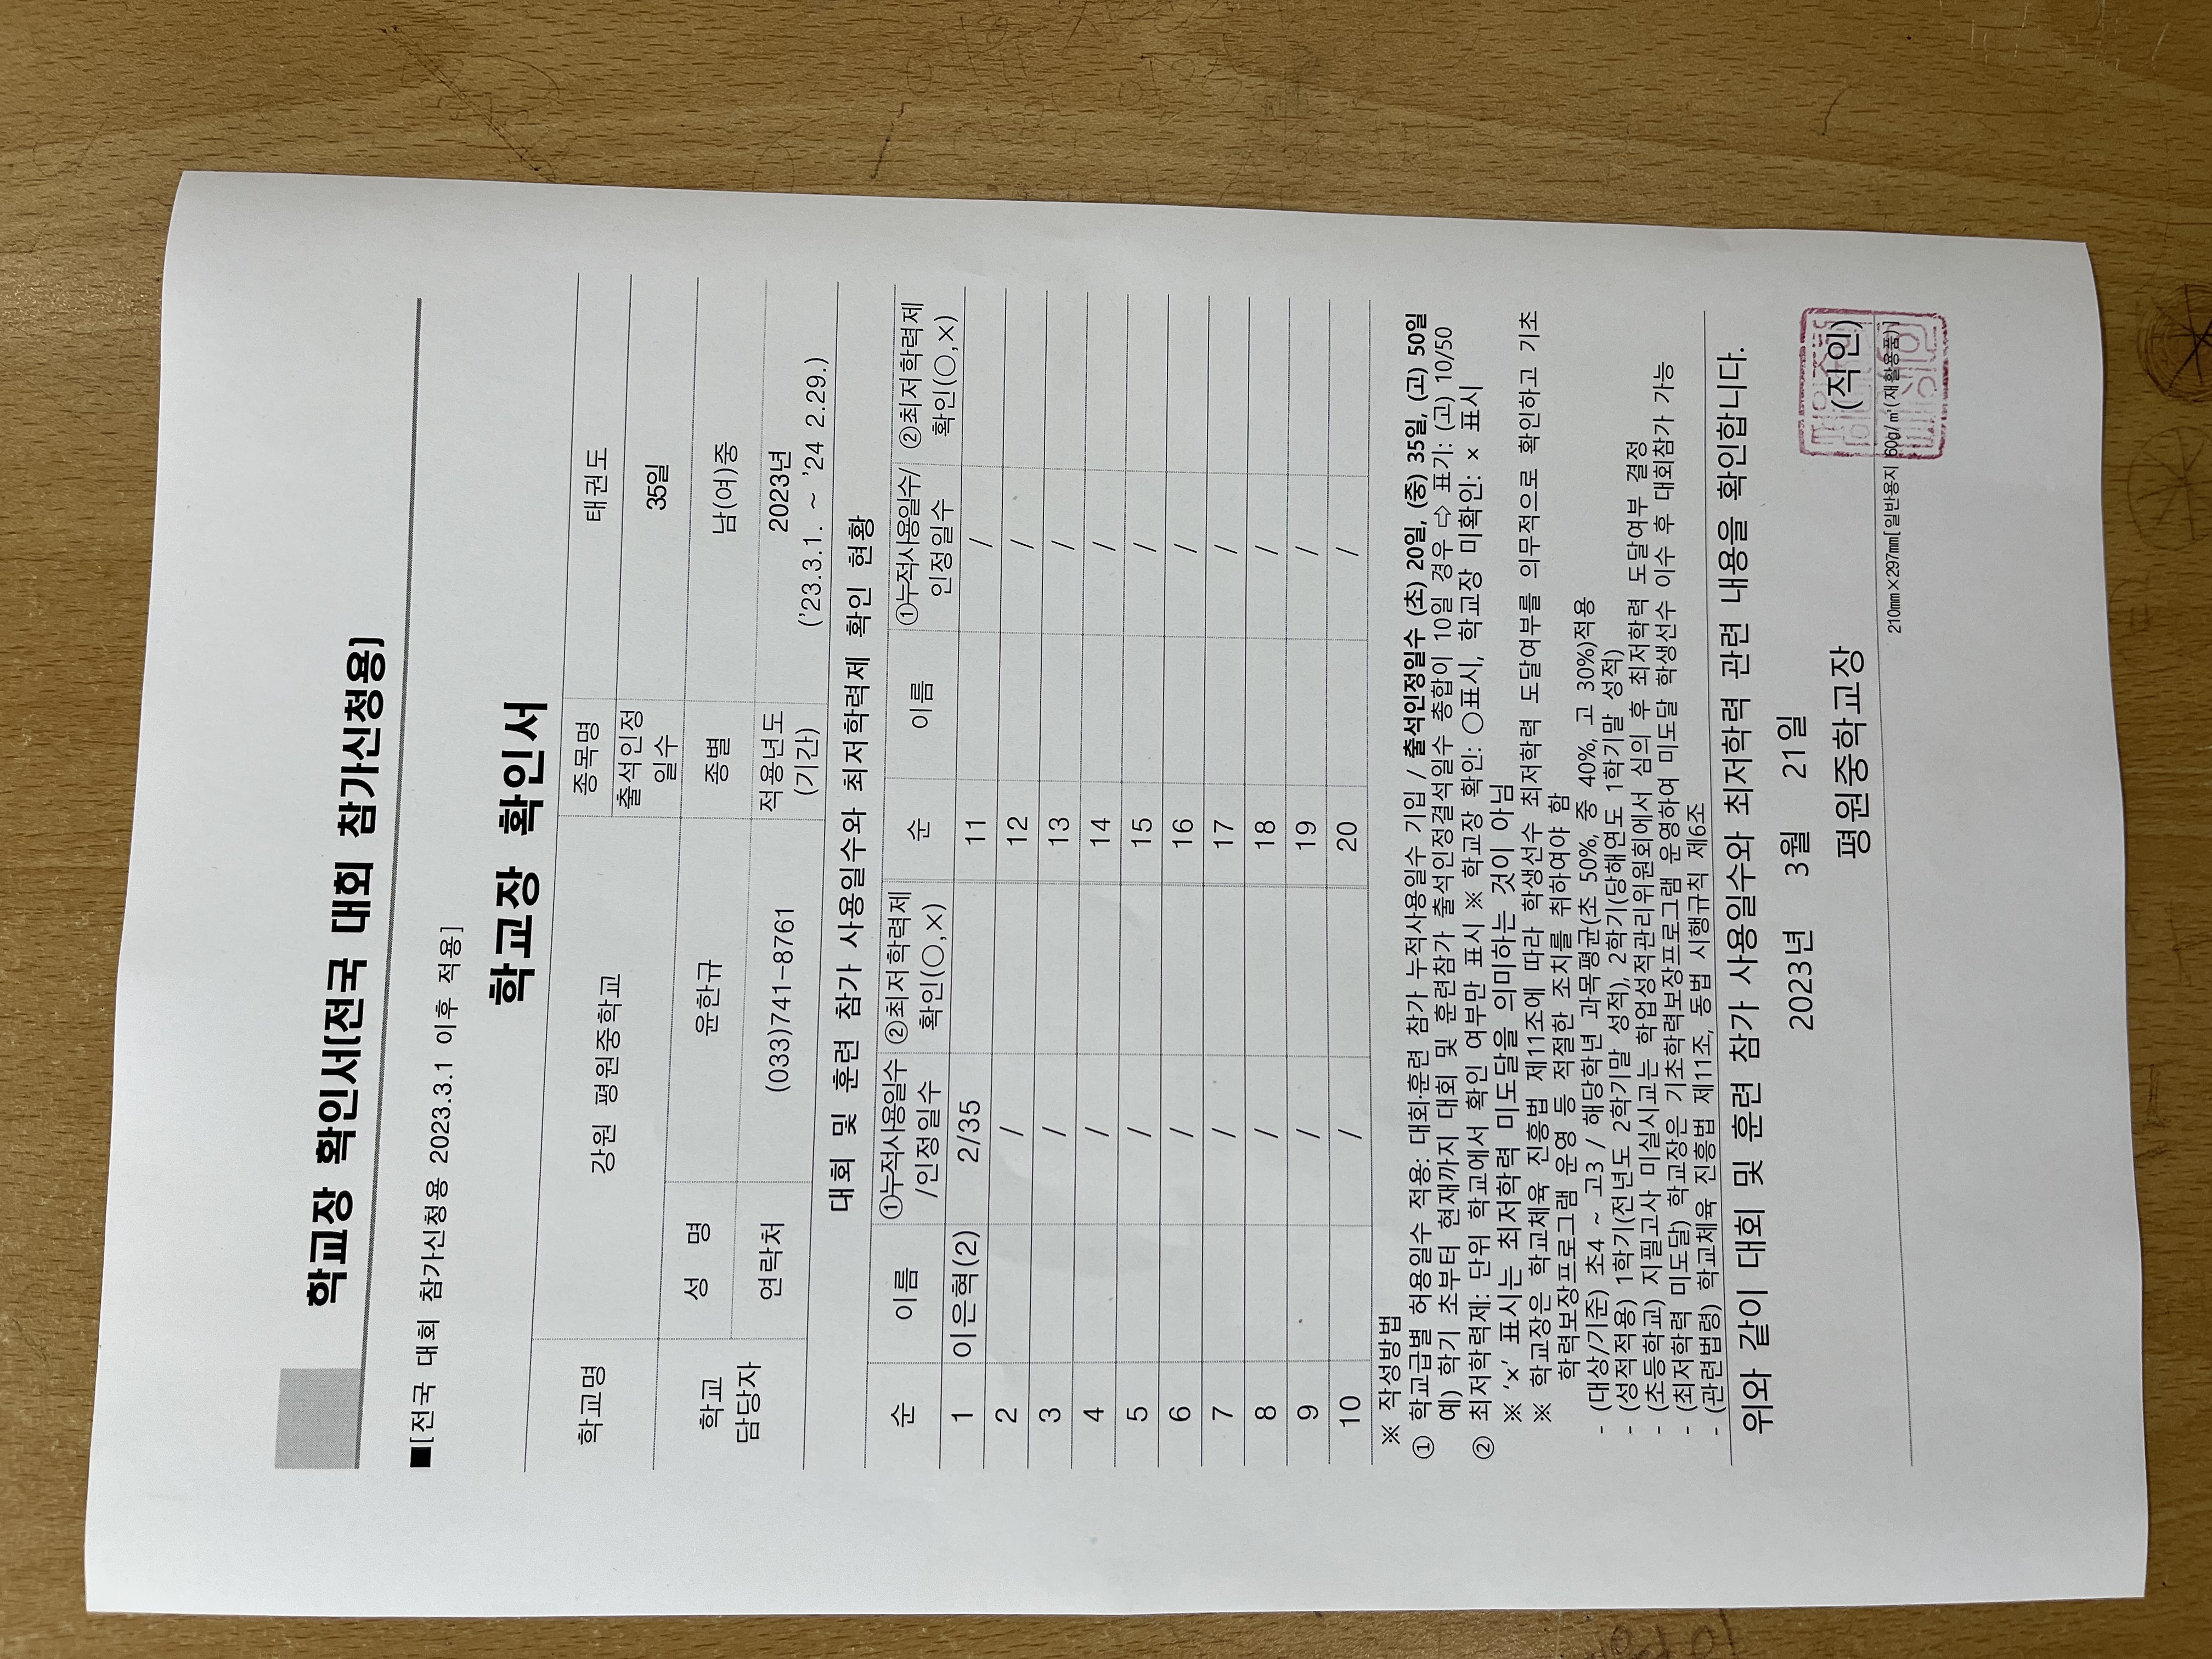 학교장 확인서[전국 대회 참가신청용]
■[전국 대회 참가신청용 2023.3.1 이후 적용]
학교장 확인서
학교명 강원 평원중학교 종목명 태권도
출석인정 일수 35일
학교 담당자 성 명 윤한규 종별 남(여)중
연락처 (033)741-8761 적용년도 (기간) 2023년 ('23.3.1. ~ '24 2.29.)
대회 및 훈련 참가 사용일수와 최저학력제 확인 현황
순 이름 ①누적사용일수 /인정일수 ②최저학력제 확인(○,×) 순 이름 ①누적사용일수/ 인정일수 ②최저학력제 확인(○,×)
1 이은혁(2) 2/35 11 /
2 / 12 /
3 / 13 /
4 / 14 /
5 / 15 /
6 / 16 /
7 / 17 /
8 / 18 /
9 / 19 /
10 / 20 /
※ 작성방법
① 학교급별 허용일수 적용: 대회·훈련 참가 누적사용일수 기입 / 출석인정일수 (초) 20일, (중) 35일, (고) 50일
예) 학기 초부터 현재까지 대회 및 훈련참가 출석인정결석일수 총합이 10일 경우 ⇨ 표기: (고) 10/50
② 최저학력제: 단위 학교에서 확인 여부만 표시 ※ 학교장 확인: ○표시, 학교장 미확인: × 표시
※ '×' 표시는 최저학력 미도달을 의미하는 것이 아님
※ 학교장은 학교체육 진흥법 제11조에 따라 학생선수 최저학력 도달여부를 의무적으로 확인하고 기초
학력보장프로그램 운영 등 적절한 조치를 취하여야 함
- (대상/기준) 초4 ~ 고3 / 해당학년 과목평균(초 50%, 중 40%, 고 30%)적용
- (성적적용) 1학기(전년도 2학기말 성적), 2학기(당해연도 1학기말 성적)
- (초등학교) 지필고사 미실시교는 학업성적관리위원회에서 심의 후 최저학력 도달여부 결정
- (최저학력 미도달) 학교장은 기초학력보장프로그램 운영하여 미도달 학생선수 이수 후 대회참가 가능
- (관련법령) 학교체육 진흥법 제11조, 동법 시행규칙 제6조
위와 같이 대회 및 훈련 참가 사용일수와 최저학력 관련 내용을 확인합니다.
2023년 3월 21일
평원중학교장 (직인)
210㎜×297㎜[일반용지 60g/㎡(재활용품)]